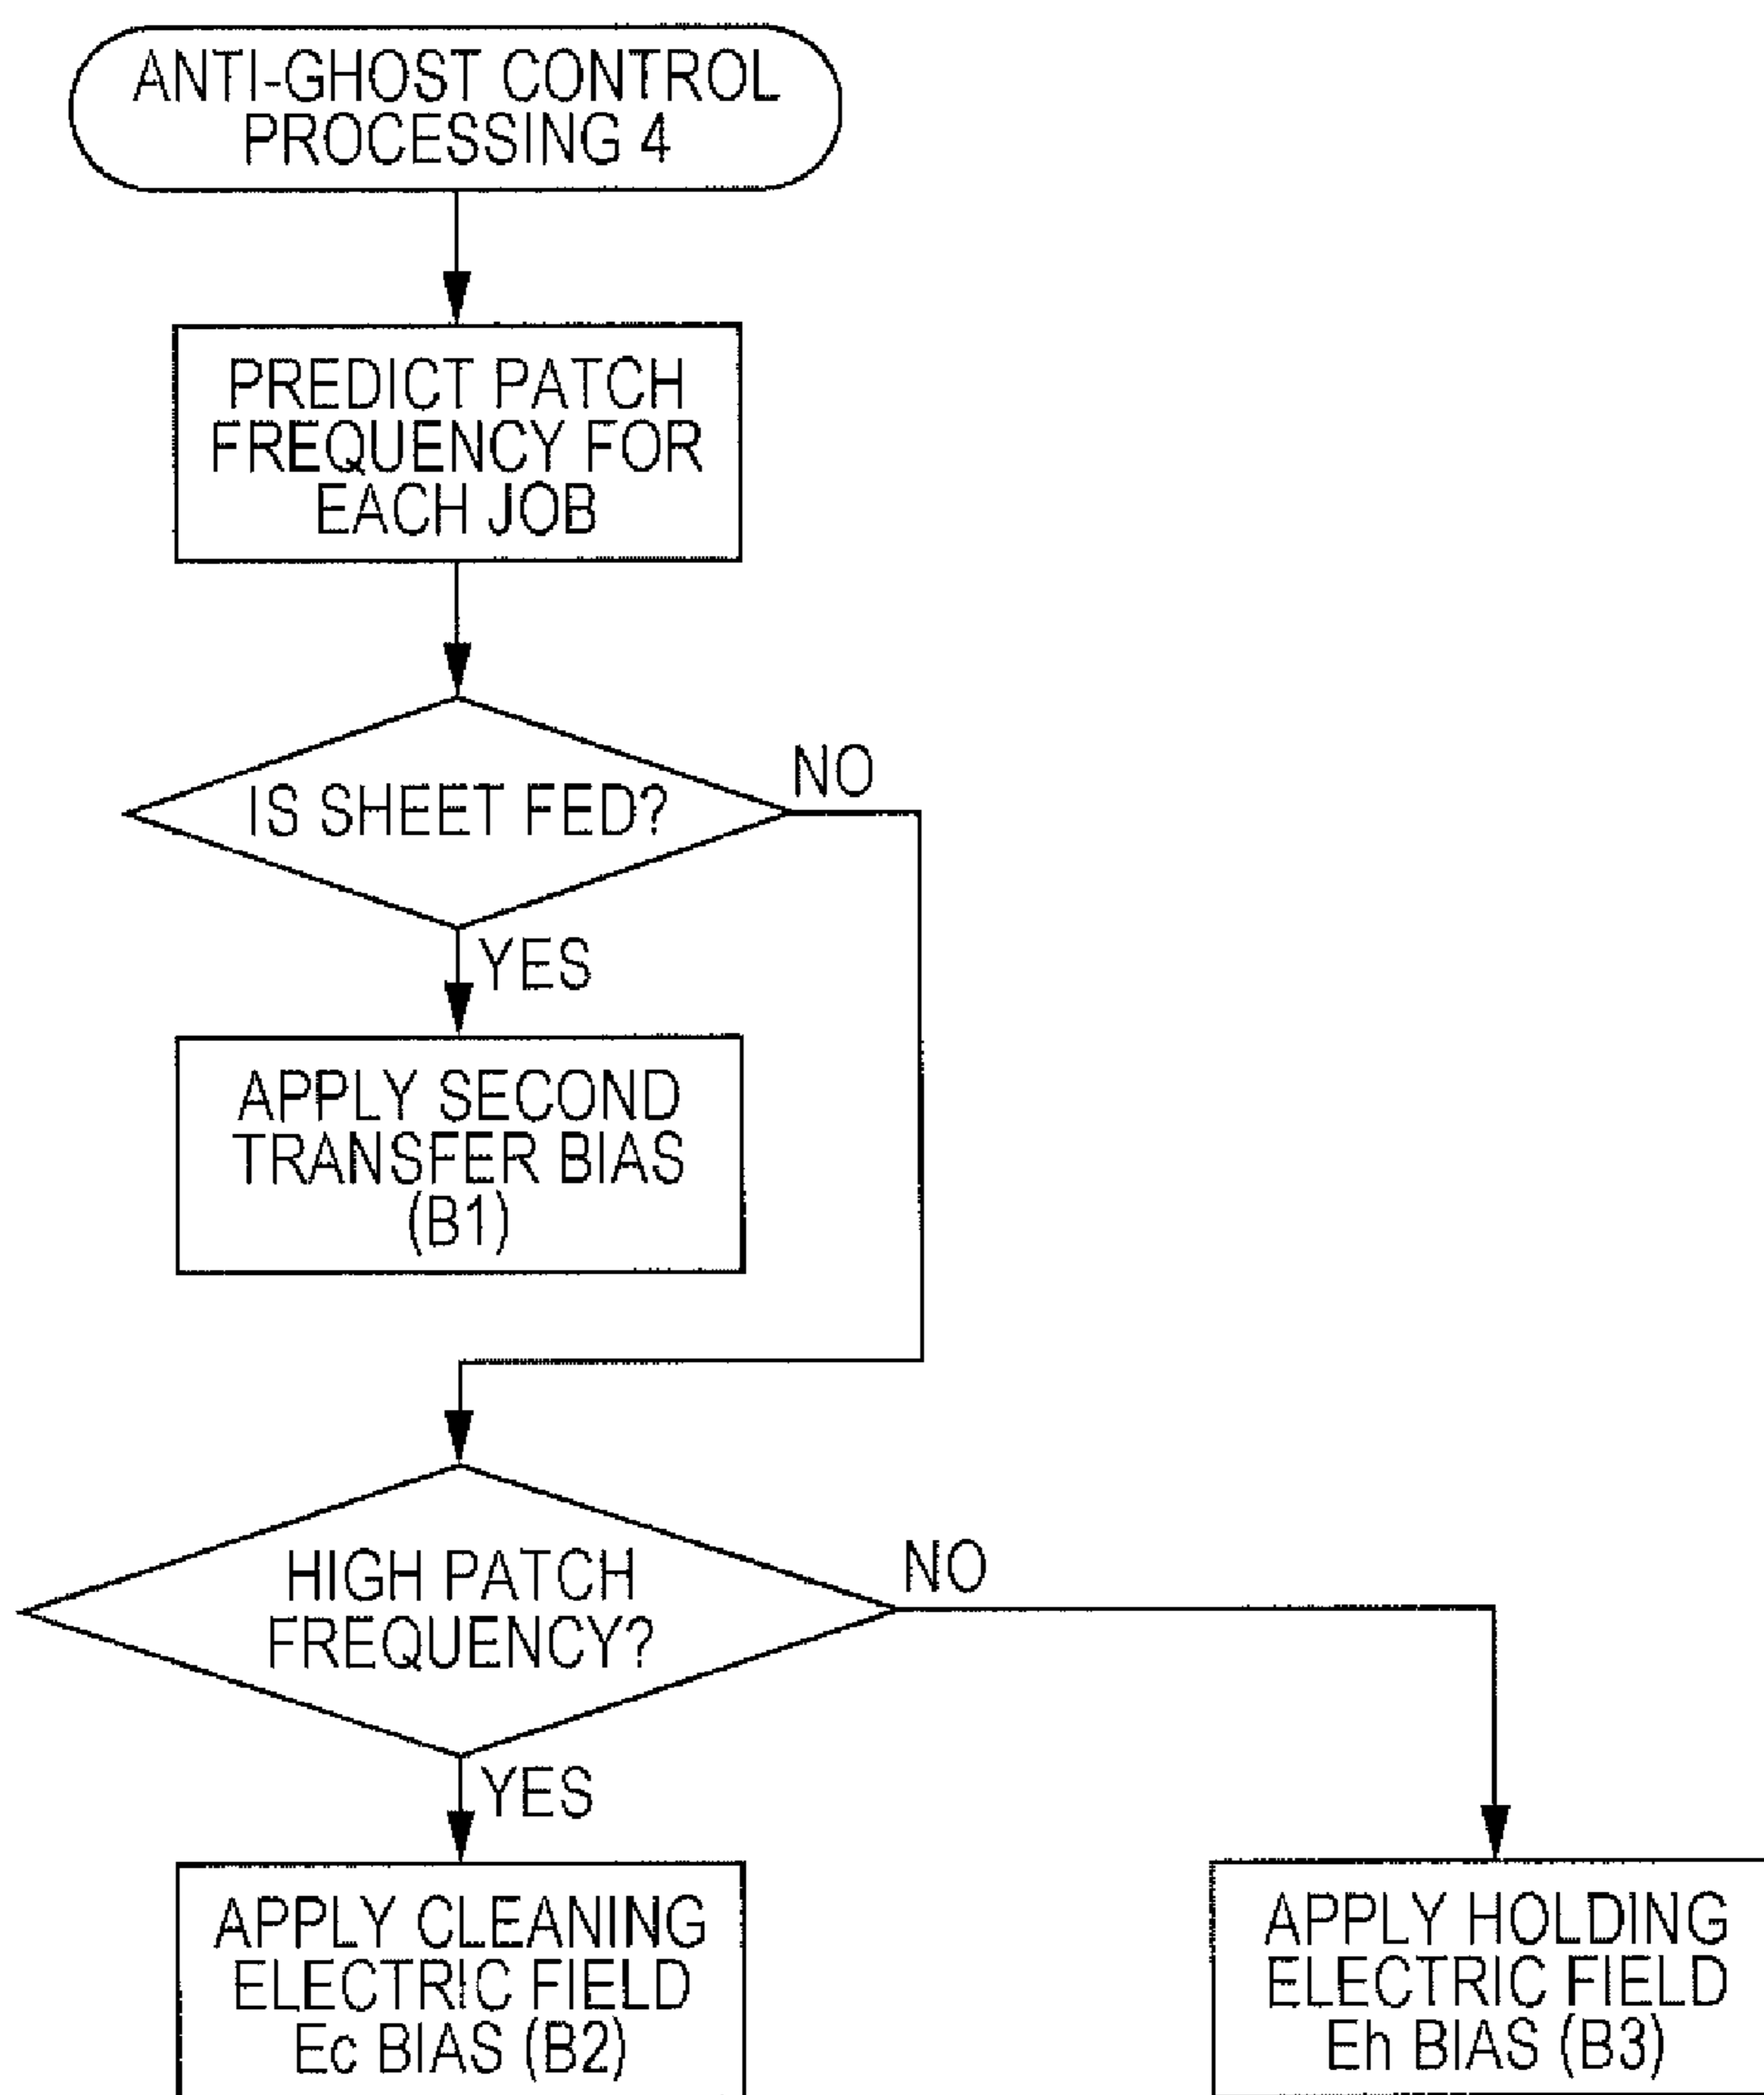 ANTI-GHOST CONTROL
PROCESSING 4
PREDICT PATCH
FREQUENCY FOR
EACH JOB
IS SHEET FED?
NO
YES
APPLY SECOND
TRANSFER BIAS
(B1)
HIGH PATCH
FREQUENCY?
NO
YES
APPLY CLEANING
ELECTRIC FIELD
Ec BIAS (B2)
APPLY HOLDING
ELECTRIC FIELD
Eh BIAS (B3)